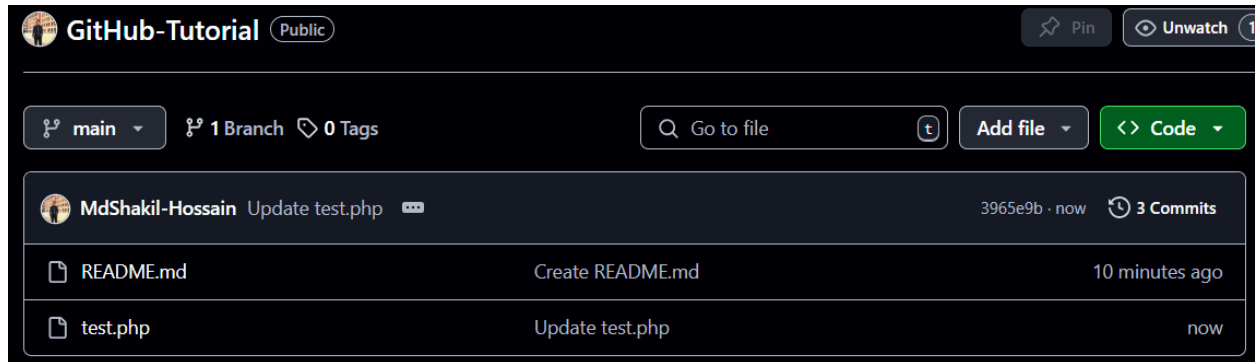 GitHub-Tutorial Public Pin Unwatch 1
main 1 Branch 0 Tags Go to file t Add file <> Code
MdShakil-Hossain Update test.php 3965e9b · now 3 Commits
README.md Create README.md 10 minutes ago
test.php Update test.php now